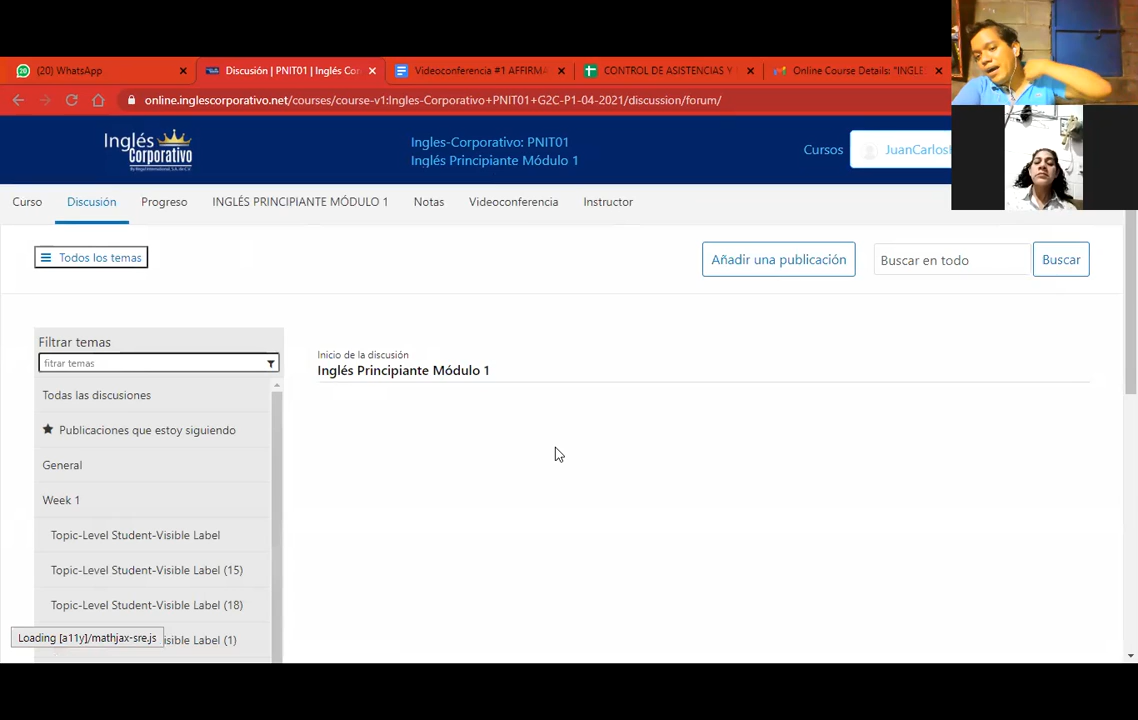 (20) WhatsApp
Discusión | PNIT01 | Inglés Cor
Videoconferencia #1 AFFIRMA
CONTROL DE ASISTENCIAS Y
Online Course Details: "INGLE
online.inglescorporativo.net/courses/course-v1:Ingles-Corporativo+PNIT01+G2C-P1-04-2021/discussion/forum/
Inglés
Corporativo
Ingles-Corporativo: PNIT01
Inglés Principiante Módulo 1
Cursos
JuanCarlos
Curso
Discusión
Progreso
INGLÉS PRINCIPIANTE MÓDULO 1
Notas
Videoconferencia
Instructor
Todos los temas
Añadir una publicación
Buscar en todo
Buscar
Filtrar temas
fitrar temas
Todas las discusiones
Publicaciones que estoy siguiendo
General
Week 1
Topic-Level Student-Visible Label
Topic-Level Student-Visible Label (15)
Topic-Level Student-Visible Label (18)
isible Label (1)
Inicio de la discusión
Inglés Principiante Módulo 1
Loading [a11y]/mathjax-sre.js